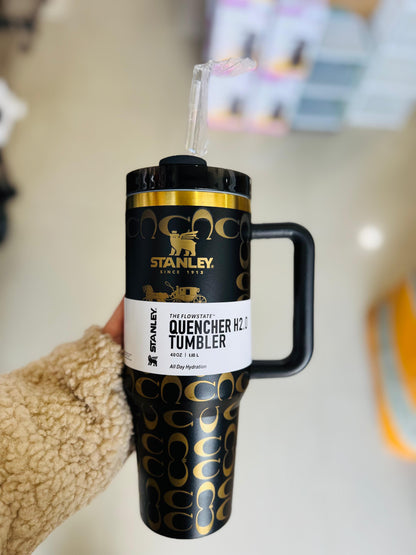 STANLEY
SINCE 1913
STANLEY
THE FLOWSTATE™
QUENCHER H2.0
TUMBLER
40 OZ | 1.18 L
All Day Hydration